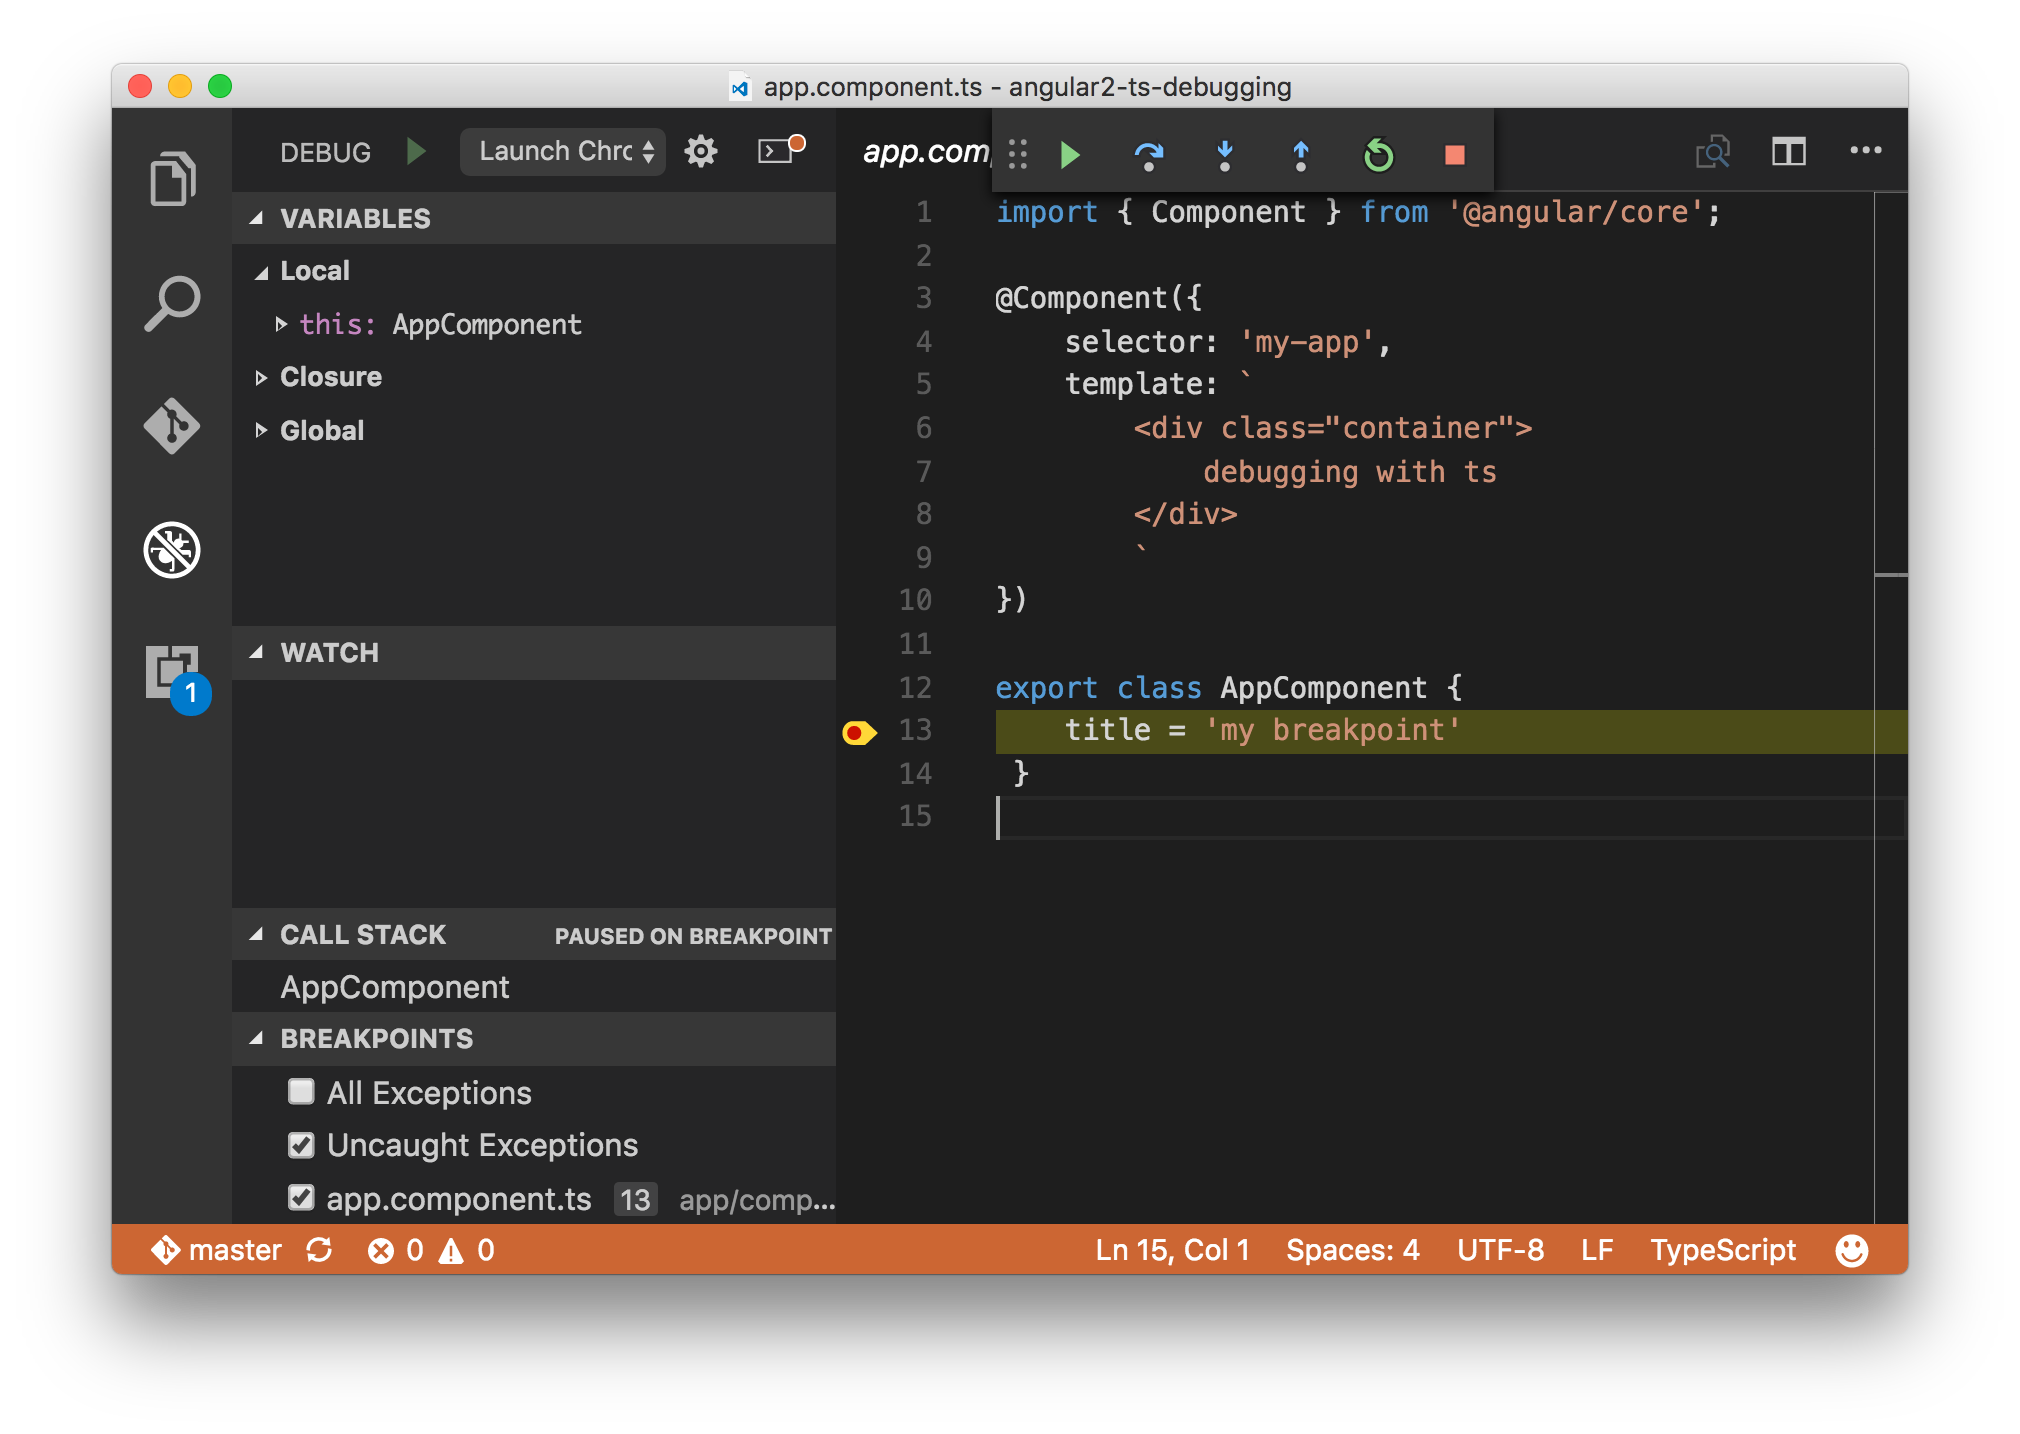 app.component.ts - angular2-ts-debugging
DEBUG
Launch Chrc
VARIABLES
Local
this: AppComponent
Closure
Global
WATCH
CALL STACK PAUSED ON BREAKPOINT
AppComponent
BREAKPOINTS
All Exceptions
Uncaught Exceptions
app.component.ts 13 app/comp...
1
app.com
1 import { Component } from '@angular/core';
2
3 @Component({
4 selector: 'my-app',
5 template: `
6 <div class="container">
7 debugging with ts
8 </div>
9 `
10 })
11
12 export class AppComponent {
13 title = 'my breakpoint'
14 }
15
master 0 0 Ln 15, Col 1 Spaces: 4 UTF-8 LF TypeScript